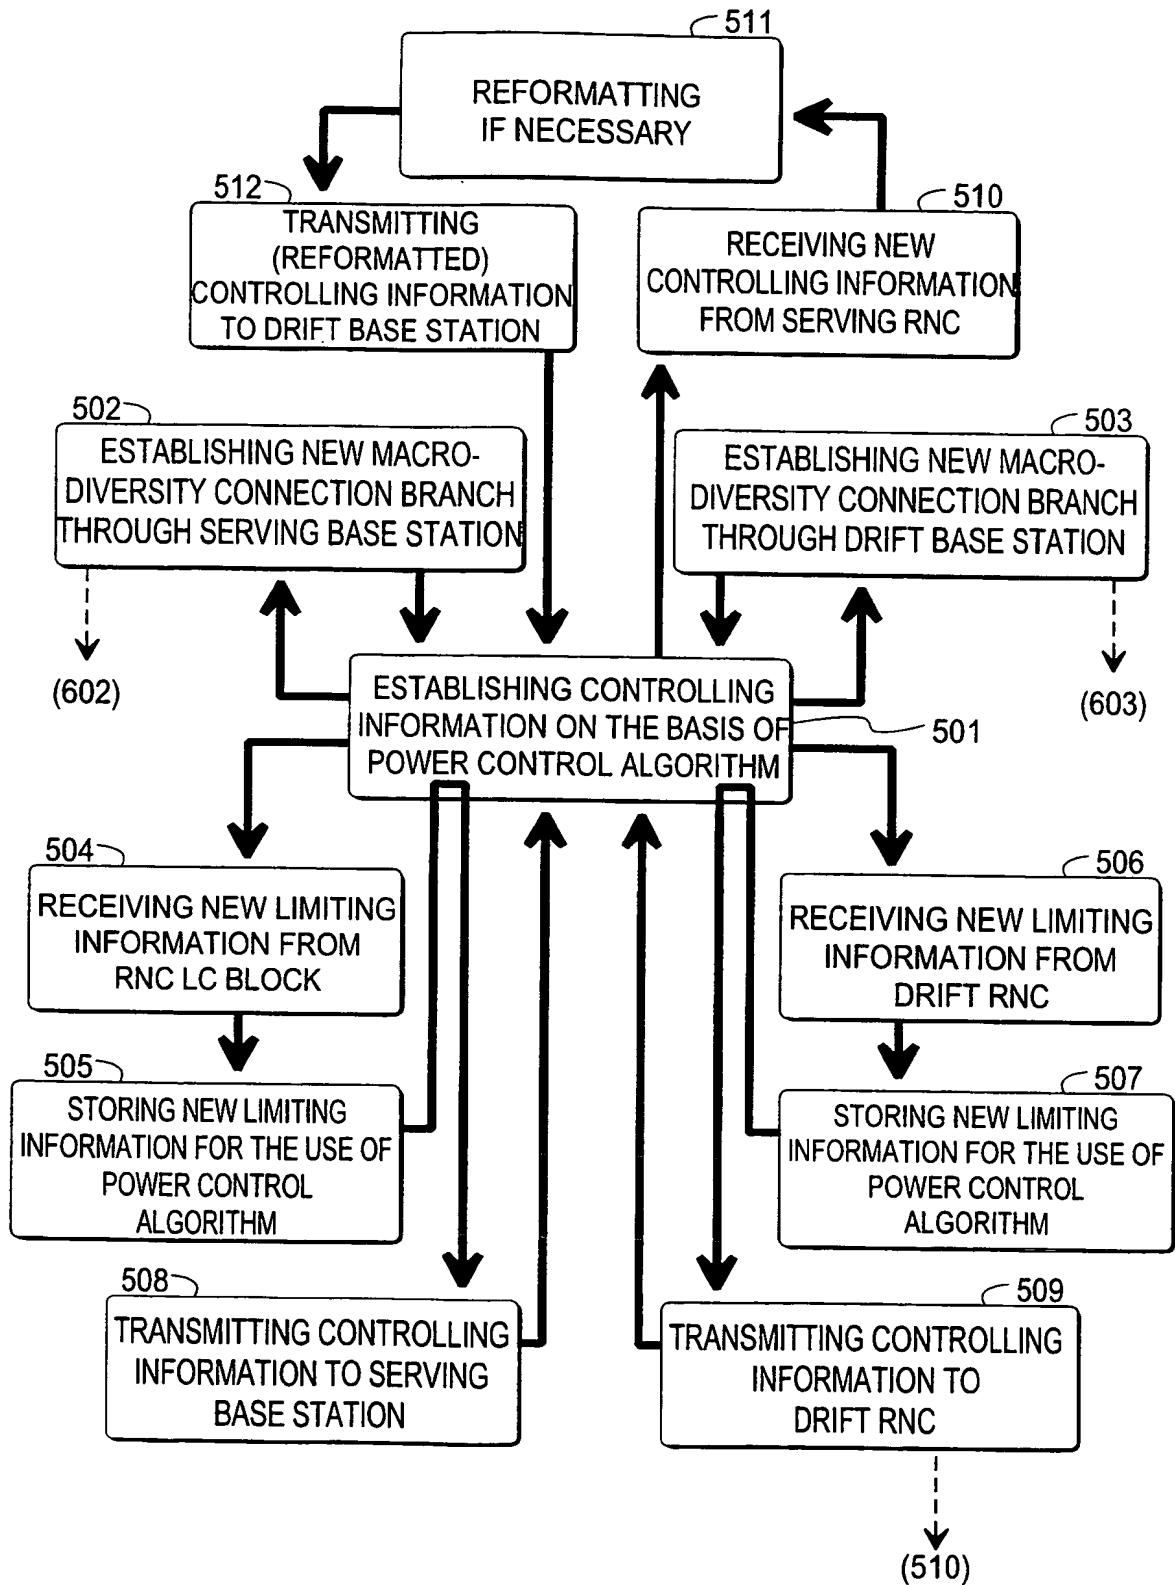 511
REFORMATTING
IF NECESSARY
512
TRANSMITTING
(REFORMATTED)
CONTROLLING INFORMATION
TO DRIFT BASE STATION
510
RECEIVING NEW
CONTROLLING INFORMATION
FROM SERVING RNC
502
ESTABLISHING NEW MACRO-
DIVERSITY CONNECTION BRANCH
THROUGH SERVING BASE STATION
503
ESTABLISHING NEW MACRO-
DIVERSITY CONNECTION BRANCH
THROUGH DRIFT BASE STATION
(602)
(603)
ESTABLISHING CONTROLLING
INFORMATION ON THE BASIS OF
POWER CONTROL ALGORITHM
501
504
RECEIVING NEW LIMITING
INFORMATION FROM
RNC LC BLOCK
506
RECEIVING NEW LIMITING
INFORMATION FROM
DRIFT RNC
505
STORING NEW LIMITING
INFORMATION FOR THE USE OF
POWER CONTROL
ALGORITHM
507
STORING NEW LIMITING
INFORMATION FOR THE USE OF
POWER CONTROL
ALGORITHM
508
TRANSMITTING CONTROLLING
INFORMATION TO SERVING
BASE STATION
509
TRANSMITTING CONTROLLING
INFORMATION TO
DRIFT RNC
(510)